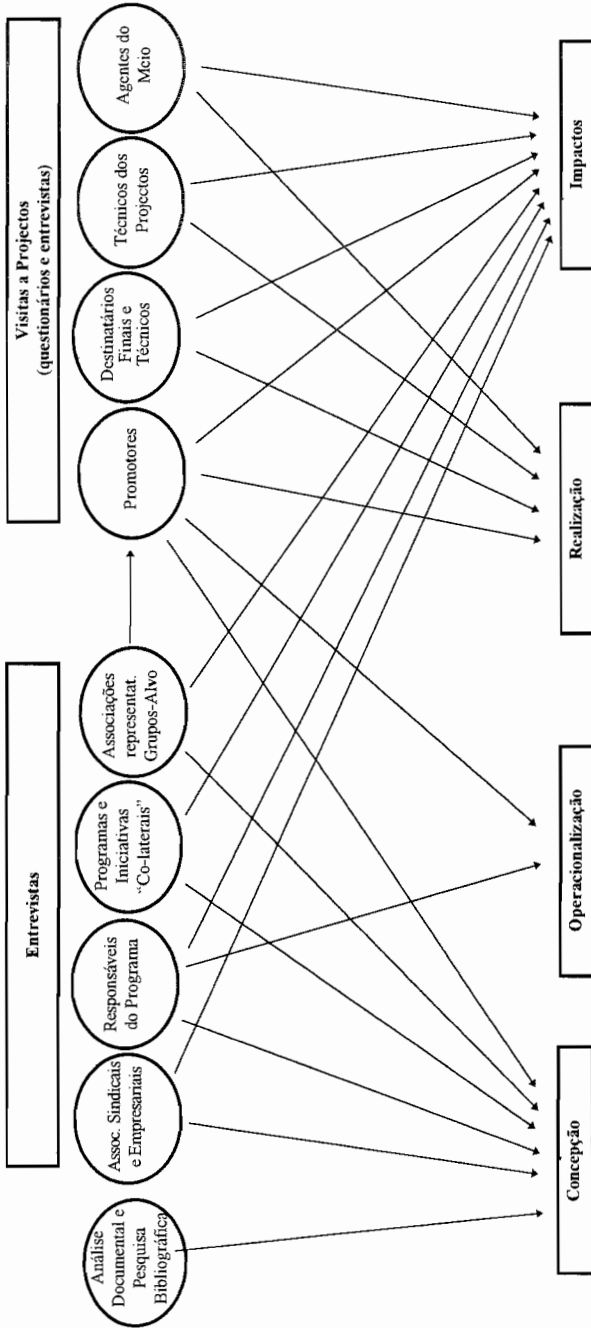 Entrevistas
Visitas a Projectos
(questionários e entrevistas)
Análise
Documental e
Pesquisa
Bibliográfica
Assoc. Sindicais
e Empresariais
Responsáveis
do Programa
Programas e
Iniciativas
“Co-laterais”
Associações
representat.
Grupos-Alvo
Promotores
Destinatários
Finais e
Técnicos
Técnicos dos
Projectos
Agentes do
Meio
Concepção
Operacionalização
Realização
Impactos